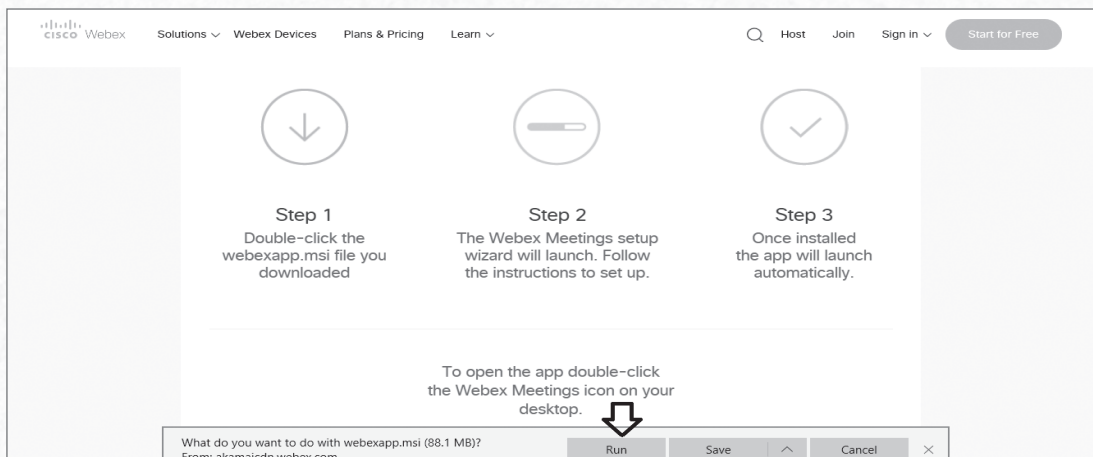 CISCO Webex Solutions Webex Devices Plans & Pricing Learn Host Join Sign in Start for Free
Step 1
Double-click the
webexapp.msi file you
downloaded
Step 2
The Webex Meetings setup
wizard will launch. Follow
the instructions to set up.
Step 3
Once installed
the app will launch
automatically.
To open the app double-click
the Webex Meetings icon on your
desktop.
What do you want to do with webexapp.msi (88.1 MB)?
From: akamaicdn.webex.com
Run Save Cancel